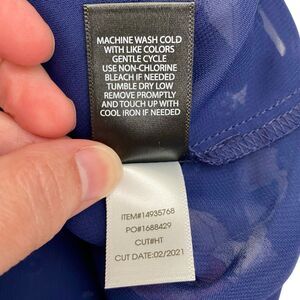 MACHINE WASH COLD
WITH LIKE COLORS
GENTLE CYCLE
USE NON-CHLORINE
BLEACH IF NEEDED
TUMBLE DRY LOW
REMOVE PROMPTLY
AND TOUCH UP WITH
COOL IRON IF NEEDED
ITEM#14935768
PO#1688429
CUT#HT
CUT DATE:02/2021